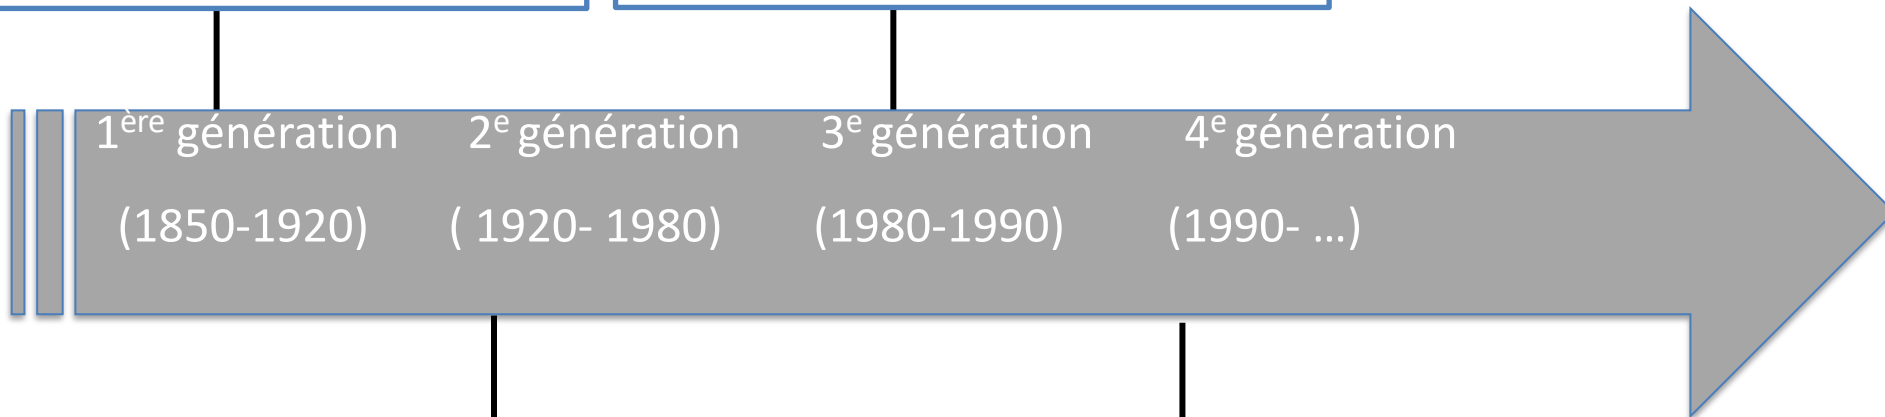 1ère génération 2e génération 3e génération 4e génération
(1850-1920) ( 1920- 1980) (1980-1990) (1990- ...)